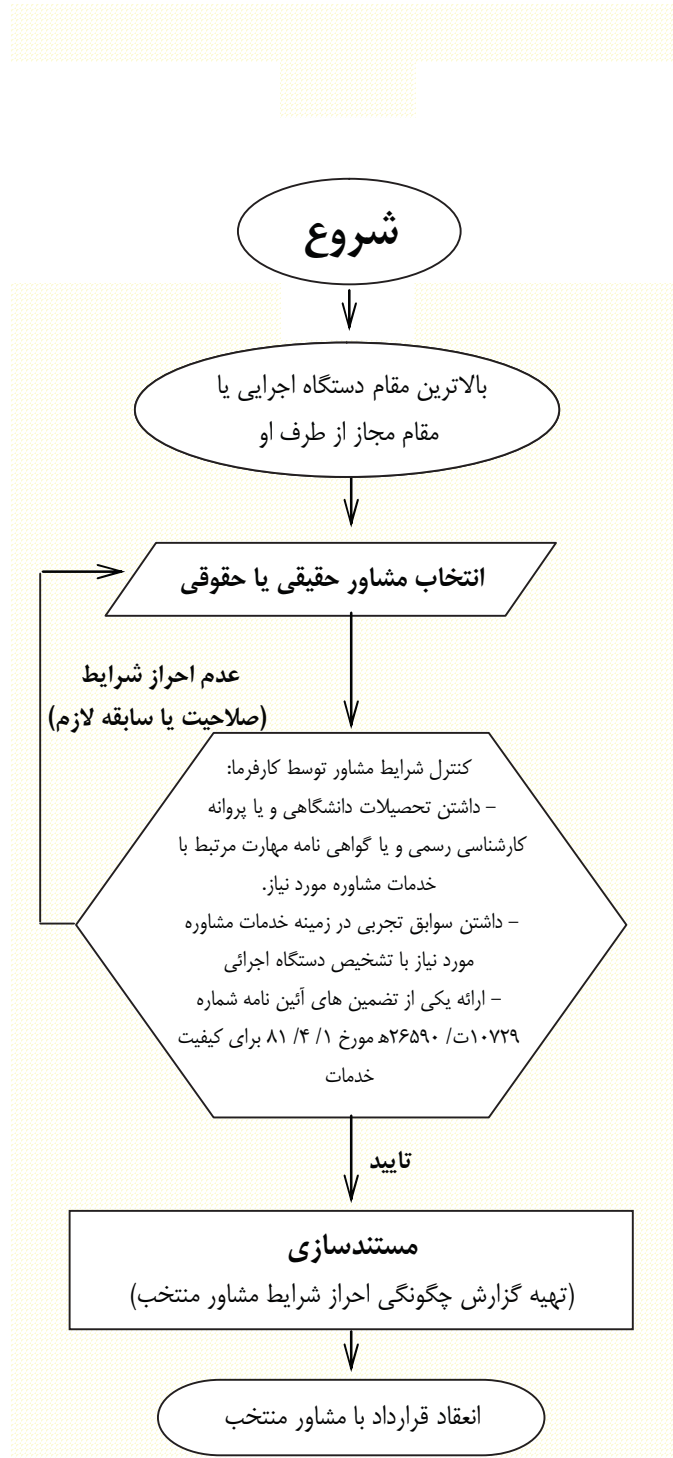 شروع
بالاترین مقام دستگاه اجرایی یا
مقام مجاز از طرف او
انتخاب مشاور حقیقی یا حقوقی
عدم احراز شرایط
(صلاحیت یا سابقه لازم)
کنترل شرایط مشاور توسط کارفرما:
- داشتن تحصیلات دانشگاهی و یا پروانه
کارشناسی رسمی و یا گواهی نامه مهارت مرتبط با
خدمات مشاوره مورد نیاز.
- داشتن سوابق تجربی در زمینه خدمات مشاوره
مورد نیاز با تشخیص دستگاه اجرائی
- ارائه یکی از تضمین های آئین نامه شماره
۱۰۷۲۹ت/ ۲۶۵۹۰ه مورخ ۱/ ۴/ ۸۱ برای کیفیت
خدمات
تایید
مستندسازی
(تهیه گزارش چگونگی احراز شرایط مشاور منتخب)
انعقاد قرارداد با مشاور منتخب